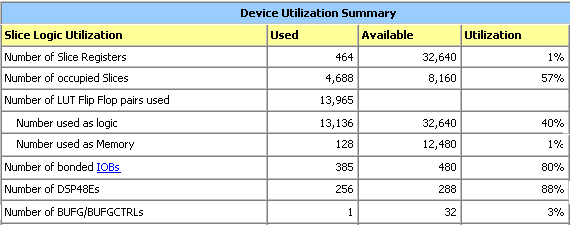 Device Utilization Summary
Slice Logic Utilization Used Available Utilization
Number of Slice Registers 464 32,640 1%
Number of occupied Slices 4,688 8,160 57%
Number of LUT Flip Flop pairs used 13,965
Number used as logic 13,136 32,640 40%
Number used as Memory 128 12,480 1%
Number of bonded IOBs 385 480 80%
Number of DSP48Es 256 288 88%
Number of BUFG/BUFGCTRLs 1 32 3%